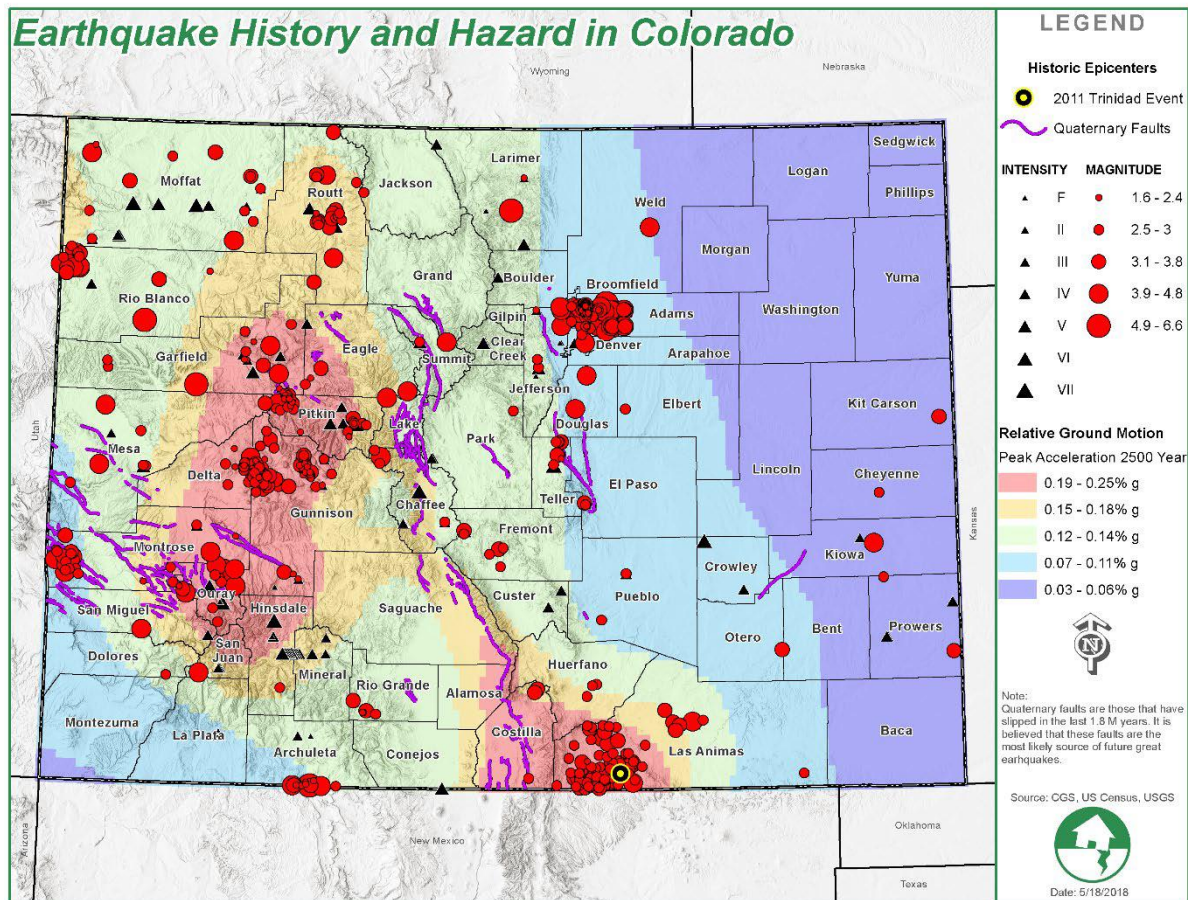 Earthquake History and Hazard in Colorado
Wyoming
Nebraska
Utah
Kansas
Arizona
New Mexico
Oklahoma
Texas
Moffat
Routt
Jackson
Larimer
Weld
Logan
Sedgwick
Phillips
Morgan
Rio Blanco
Grand
Boulder
Broomfield
Washington
Yuma
Garfield
Eagle
Summit
Gilpin
Clear
Creek
Adams
Denver
Arapahoe
Jefferson
Pitkin
Lake
Park
Douglas
Elbert
Kit Carson
Mesa
Delta
Gunnison
Chaffee
Teller
El Paso
Lincoln
Cheyenne
Montrose
Fremont
Ouray
Crowley
Kiowa
San Miguel
Hinsdale
Saguache
Custer
Pueblo
Dolores
San
Juan
Mineral
Huerfano
Otero
Bent
Prowers
Rio Grande
Alamosa
Montezuma
La Plata
Archuleta
Conejos
Costilla
Las Animas
Baca
LEGEND
Historic Epicenters
2011 Trinidad Event
Quaternary Faults
INTENSITY MAGNITUDE
F 1.6 - 2.4
II 2.5 - 3
III 3.1 - 3.8
IV 3.9 - 4.8
V 4.9 - 6.6
VI
VII
Relative Ground Motion
Peak Acceleration 2500 Year
0.19 - 0.25% g
0.15 - 0.18% g
0.12 - 0.14% g
0.07 - 0.11% g
0.03 - 0.06% g
N
Note:
Quaternary faults are those that have
slipped in the last 1.8 M years. It is
believed that these faults are the
most likely source of future great
earthquakes.
Source: CGS, US Census, USGS
Date: 5/18/2018